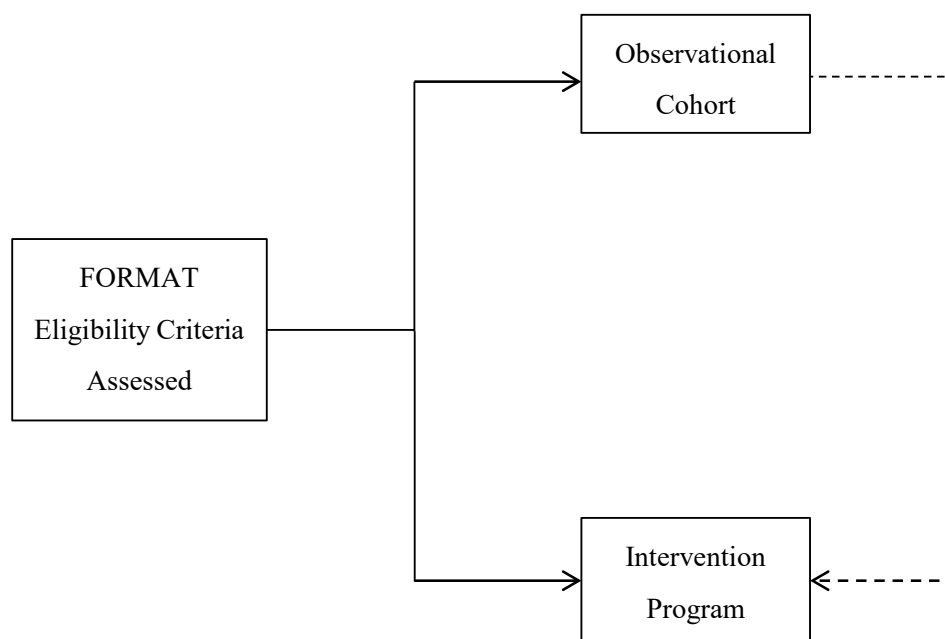 Observational
Cohort
FORMAT
Eligibility Criteria
Assessed
Intervention
Program